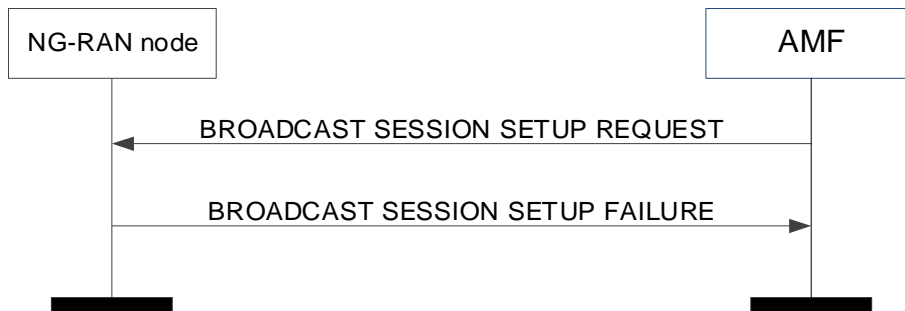 NG-RAN node
AMF
BROADCAST SESSION SETUP REQUEST
BROADCAST SESSION SETUP FAILURE